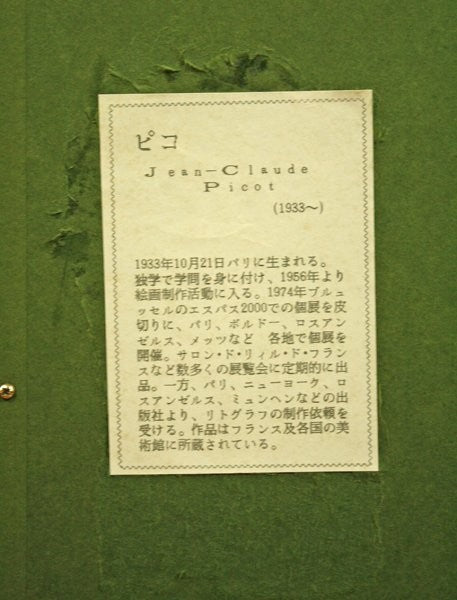 ピコ
Jean-Claude
Picot
(1933〜)
1933年10月21日パリに生まれる。
独学で学問を身に付け、1956年より
絵画制作活動に入る。1974年ブリュ
ッセルのエスパス2000での個展を皮
切りに、パリ、ボルドー、ロスアン
ゼルス、メッツなど 各地で個展を
開催。サロン・ド・リィル・ド・フラン
スなど数多くの展覧会に定期的に出
品。一方、パリ、ニューヨーク、ロ
スアンゼルス、ミュンヘンなどの出
版社より、リトグラフの制作依頼を
受ける。作品はフランス及各国の美
術館に所蔵されている。